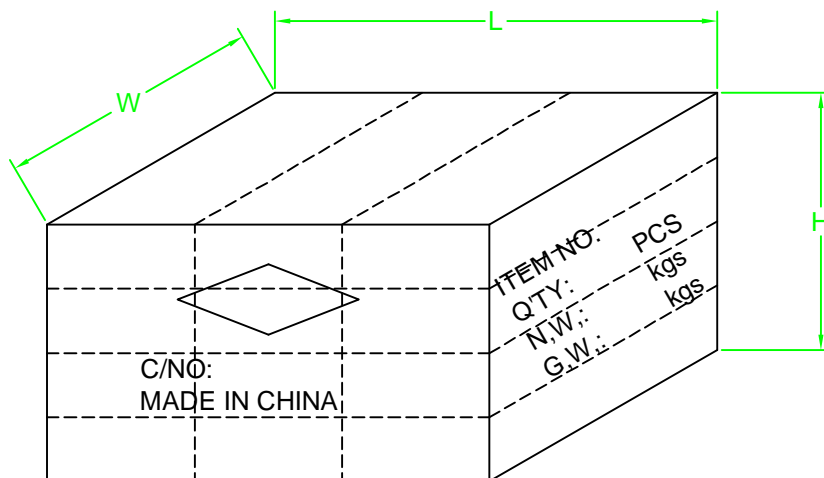 L
W
H
ITEM NO.
Q'TY: PCS
N,W,: kgs
G,W,: kgs
C/NO:
MADE IN CHINA